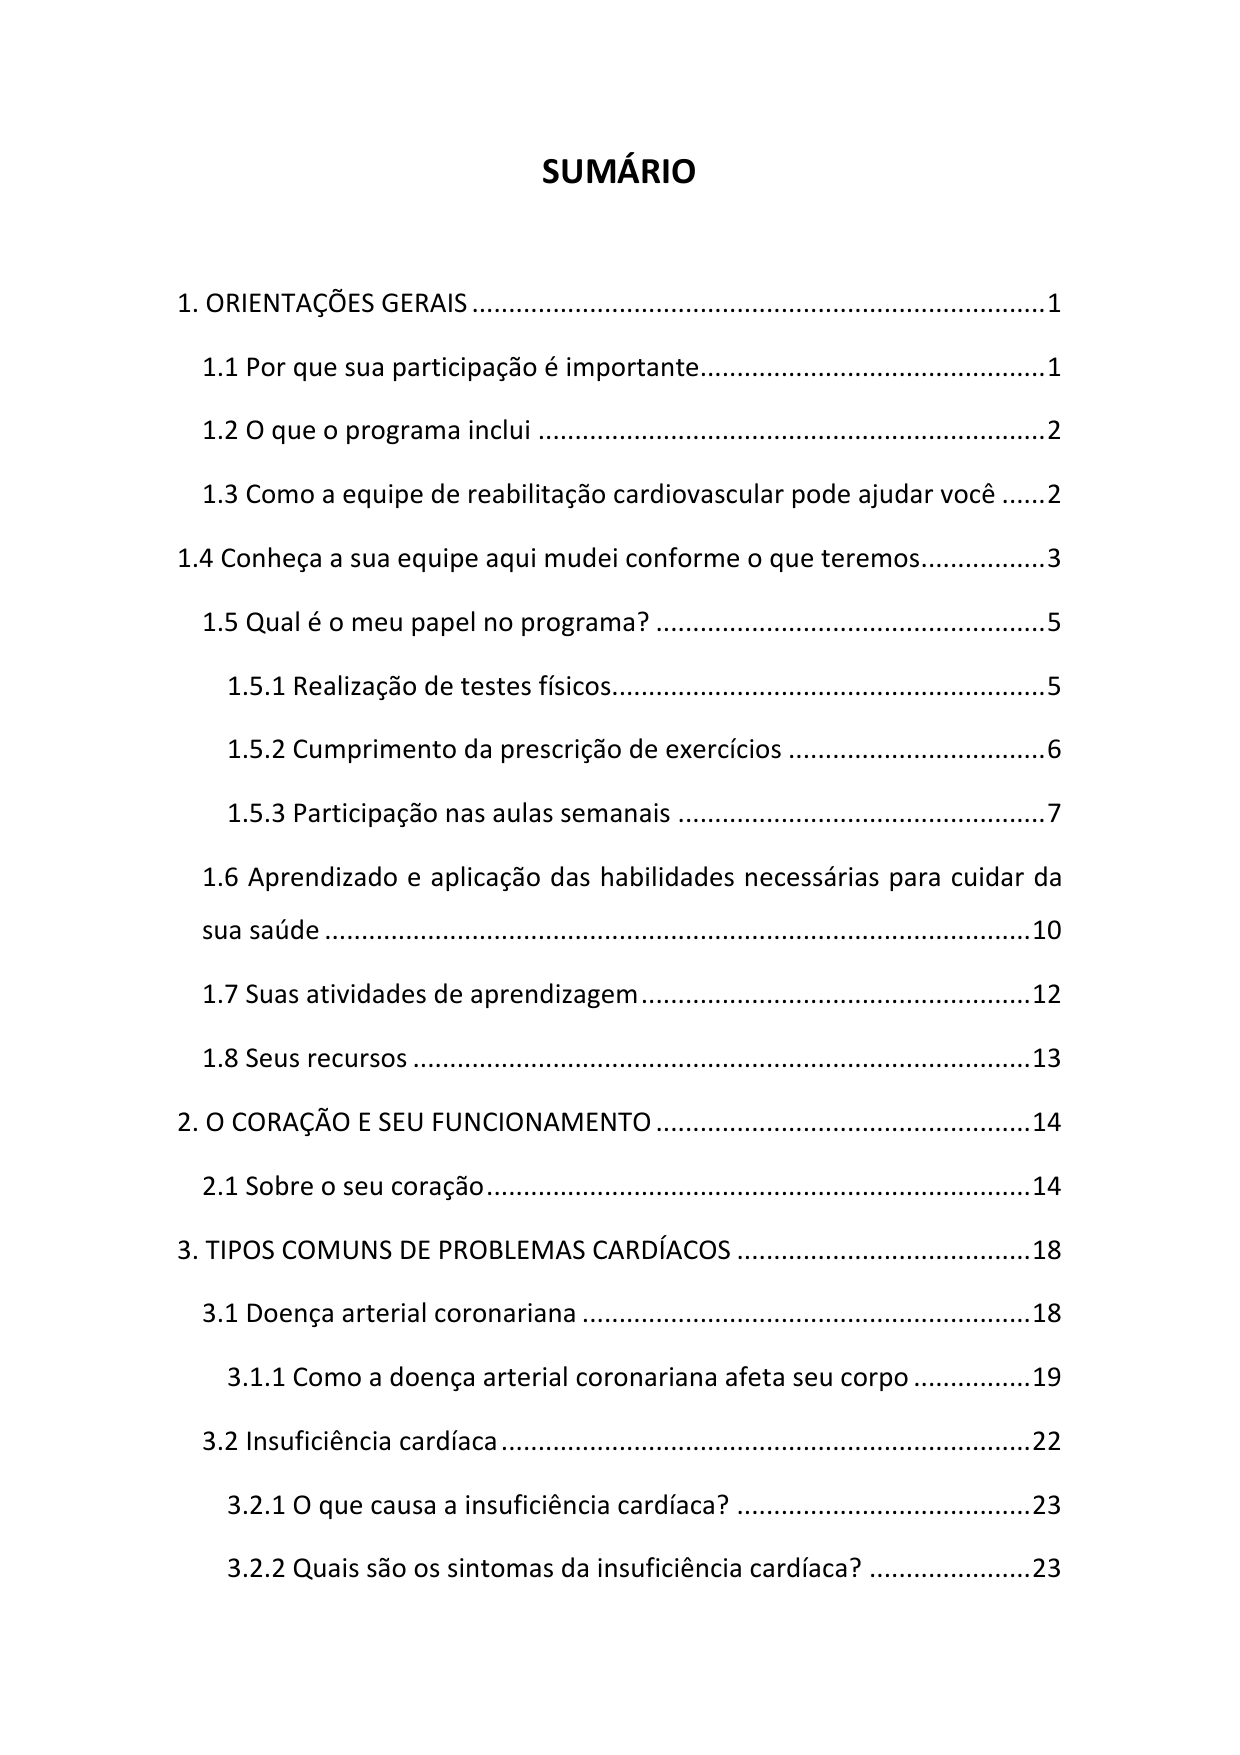 SUMÁRIO
1. ORIENTAÇÕES GERAIS ............................................................................... 1
1.1 Por que sua participação é importante............................................... 1
1.2 O que o programa inclui ..................................................................... 2
1.3 Como a equipe de reabilitação cardiovascular pode ajudar você ...... 2
1.4 Conheça a sua equipe aqui mudei conforme o que teremos................. 3
1.5 Qual é o meu papel no programa? ..................................................... 5
1.5.1 Realização de testes físicos........................................................... 5
1.5.2 Cumprimento da prescrição de exercícios ................................... 6
1.5.3 Participação nas aulas semanais .................................................. 7
1.6 Aprendizado e aplicação das habilidades necessárias para cuidar da
sua saúde ................................................................................................ 10
1.7 Suas atividades de aprendizagem..................................................... 12
1.8 Seus recursos .................................................................................... 13
2. O CORAÇÃO E SEU FUNCIONAMENTO ................................................... 14
2.1 Sobre o seu coração.......................................................................... 14
3. TIPOS COMUNS DE PROBLEMAS CARDÍACOS ........................................ 18
3.1 Doença arterial coronariana ............................................................. 18
3.1.1 Como a doença arterial coronariana afeta seu corpo ................ 19
3.2 Insuficiência cardíaca ........................................................................ 22
3.2.1 O que causa a insuficiência cardíaca? ........................................ 23
3.2.2 Quais são os sintomas da insuficiência cardíaca? ...................... 23